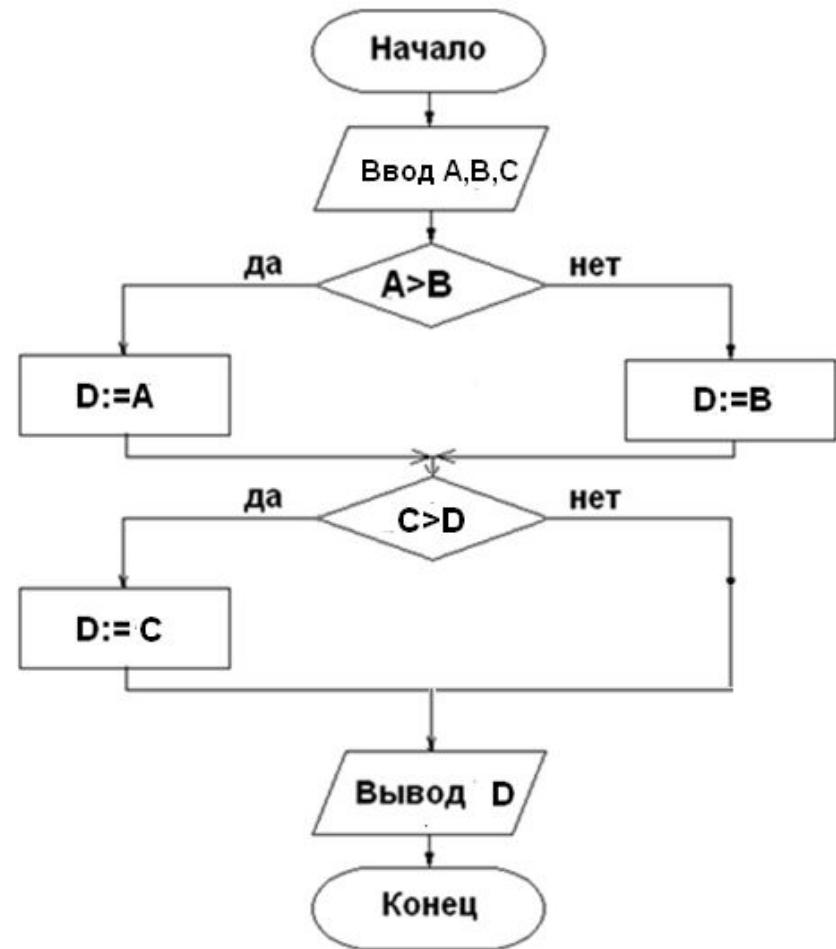 Начало
Ввод A,B,C
да
A>B
нет
D:=A
D:=B
да
C>D
нет
D:= C
Вывод D
Конец